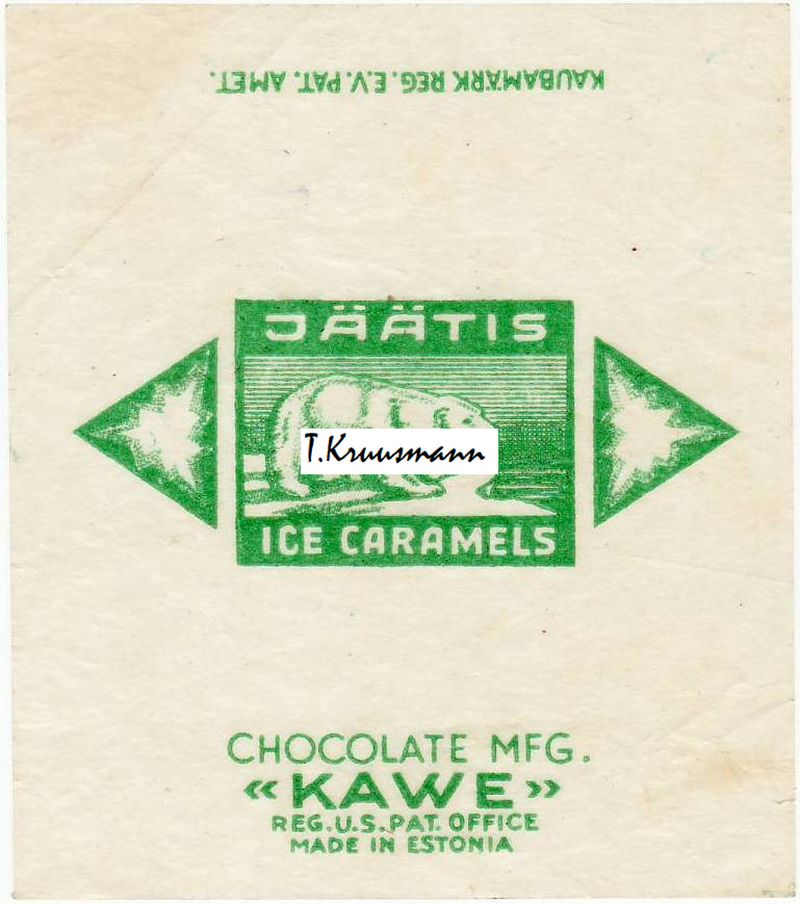 KAUBAMÄRK REG. E.V. PAT. AMET.
JÄÄTIS
T.Kruusmann
ICE CARAMELS
CHOCOLATE MFG.
«KAWE»
REG. U.S. PAT. OFFICE
MADE IN ESTONIA